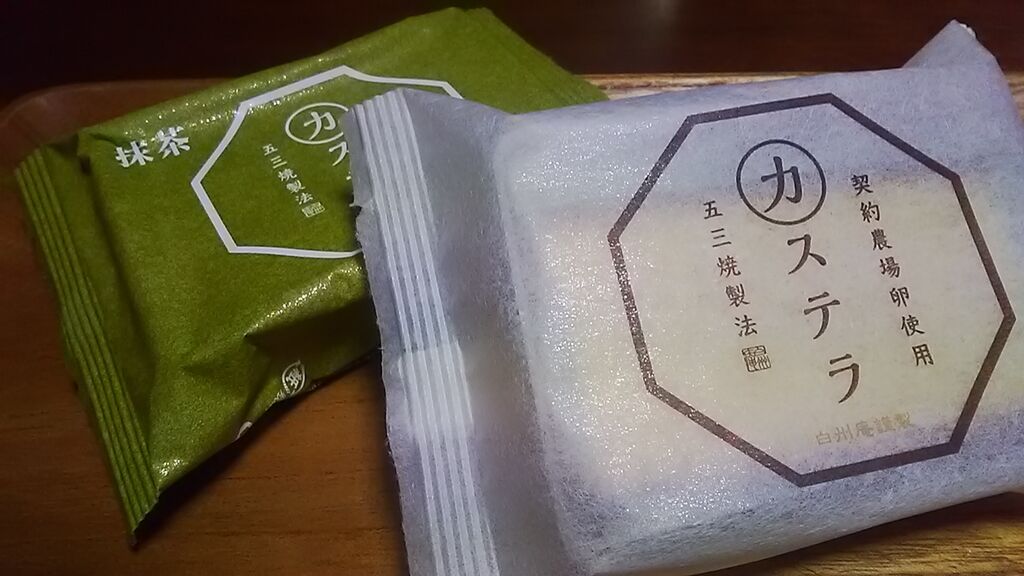 抹茶
カス
五三焼製法
契約農場卵使用
カステラ
五三焼製法
白州庵謹製